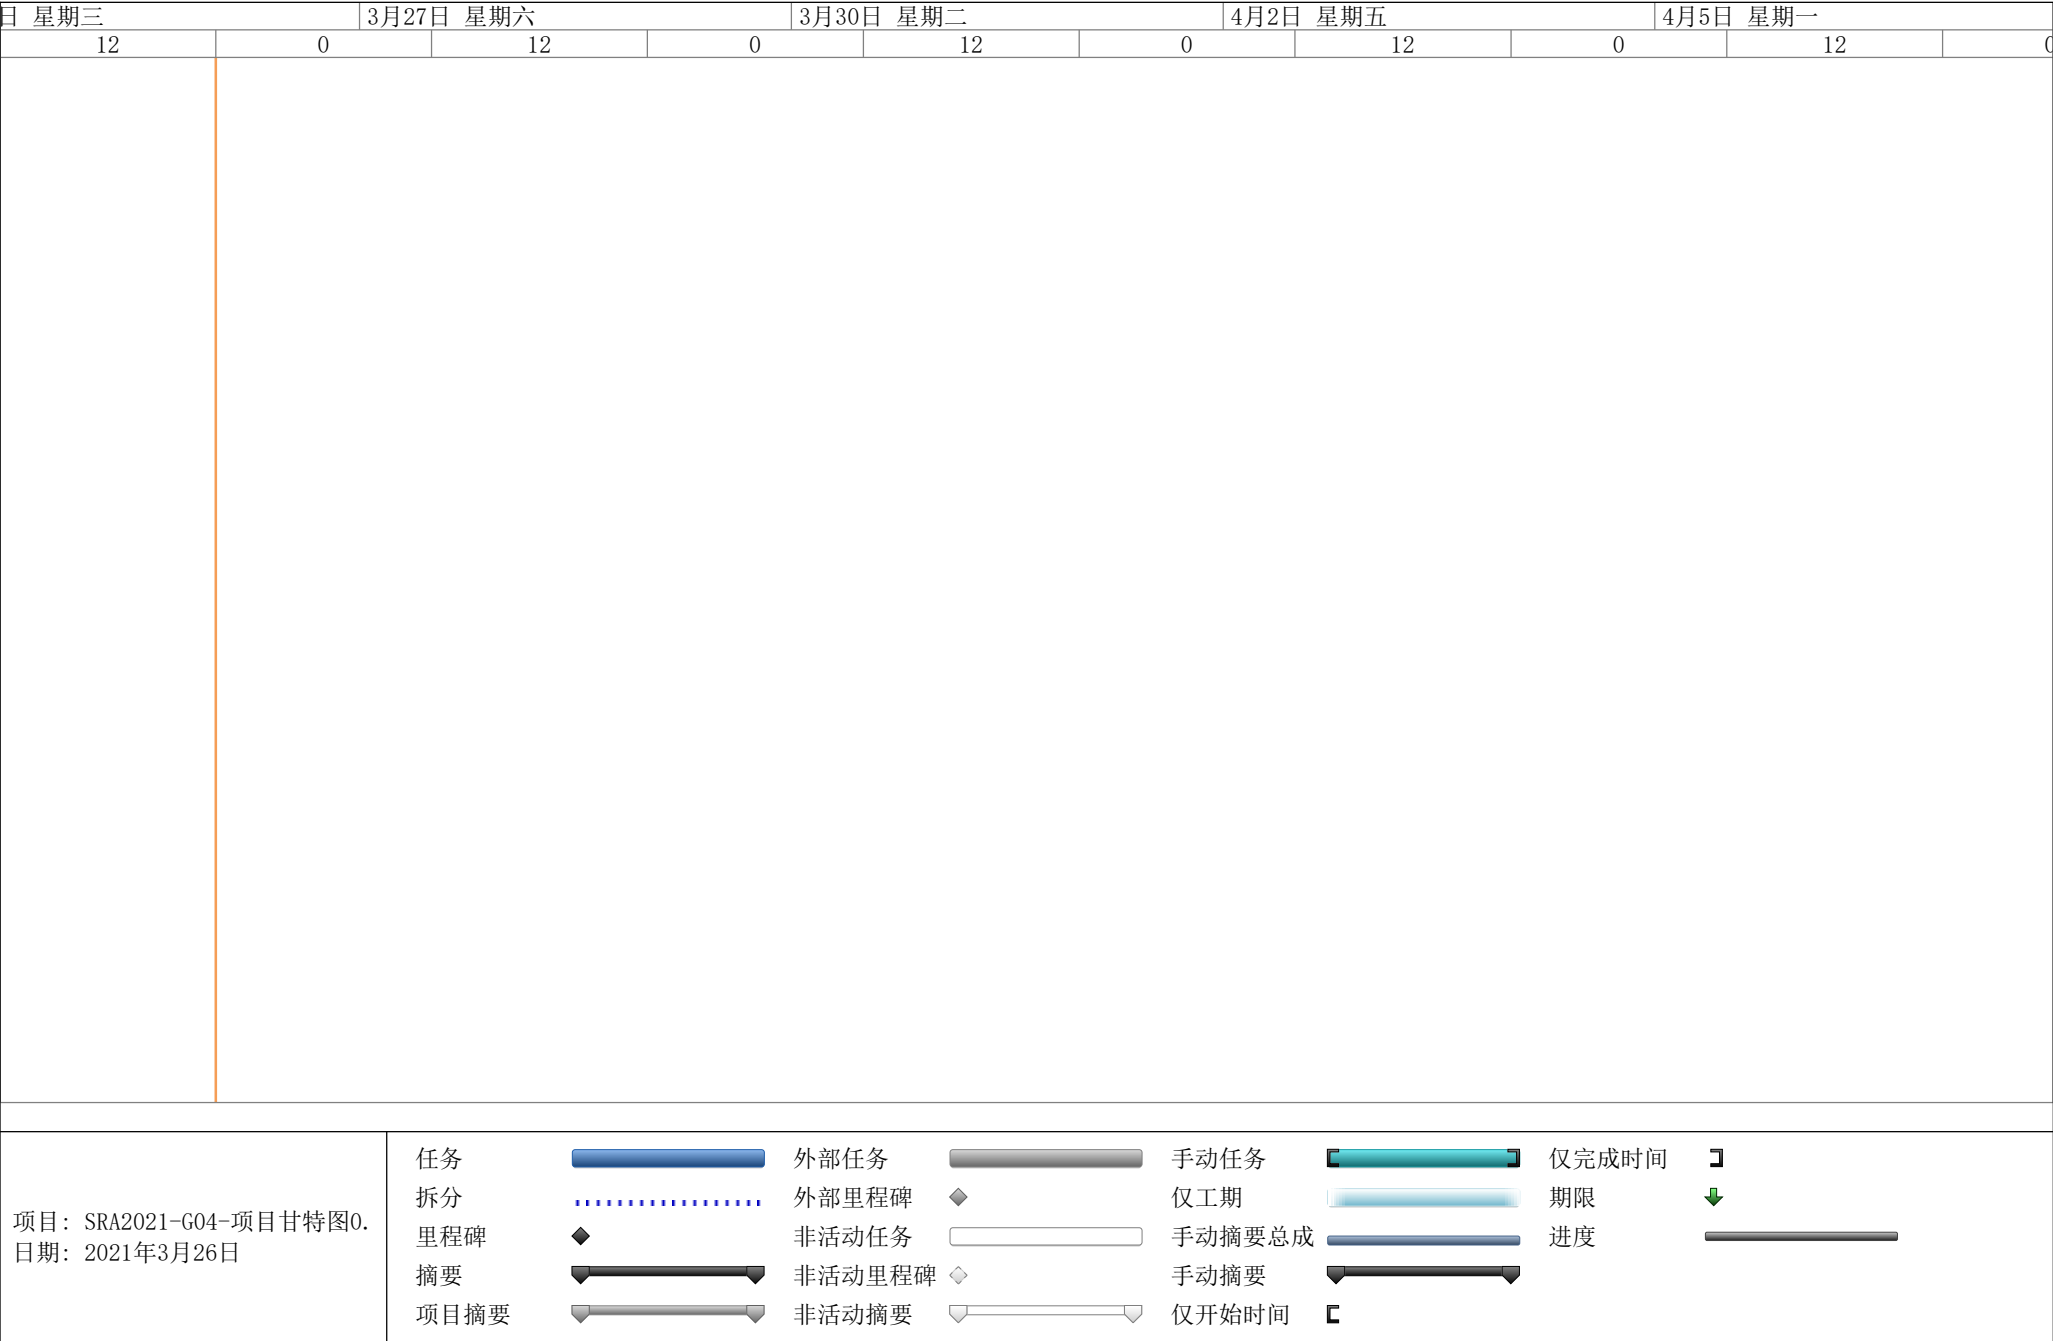 日 星期三 3月27日 星期六 3月30日 星期二 4月2日 星期五 4月5日 星期一
12 0 12 0 12 0 12 0 12 0
任务 外部任务 手动任务 仅完成时间
拆分 外部里程碑 仅工期 期限
项目: SRA2021-G04-项目甘特图0.
里程碑 非活动任务 手动摘要总成 进度
日期: 2021年3月26日
摘要 非活动里程碑 手动摘要
项目摘要 非活动摘要 仅开始时间